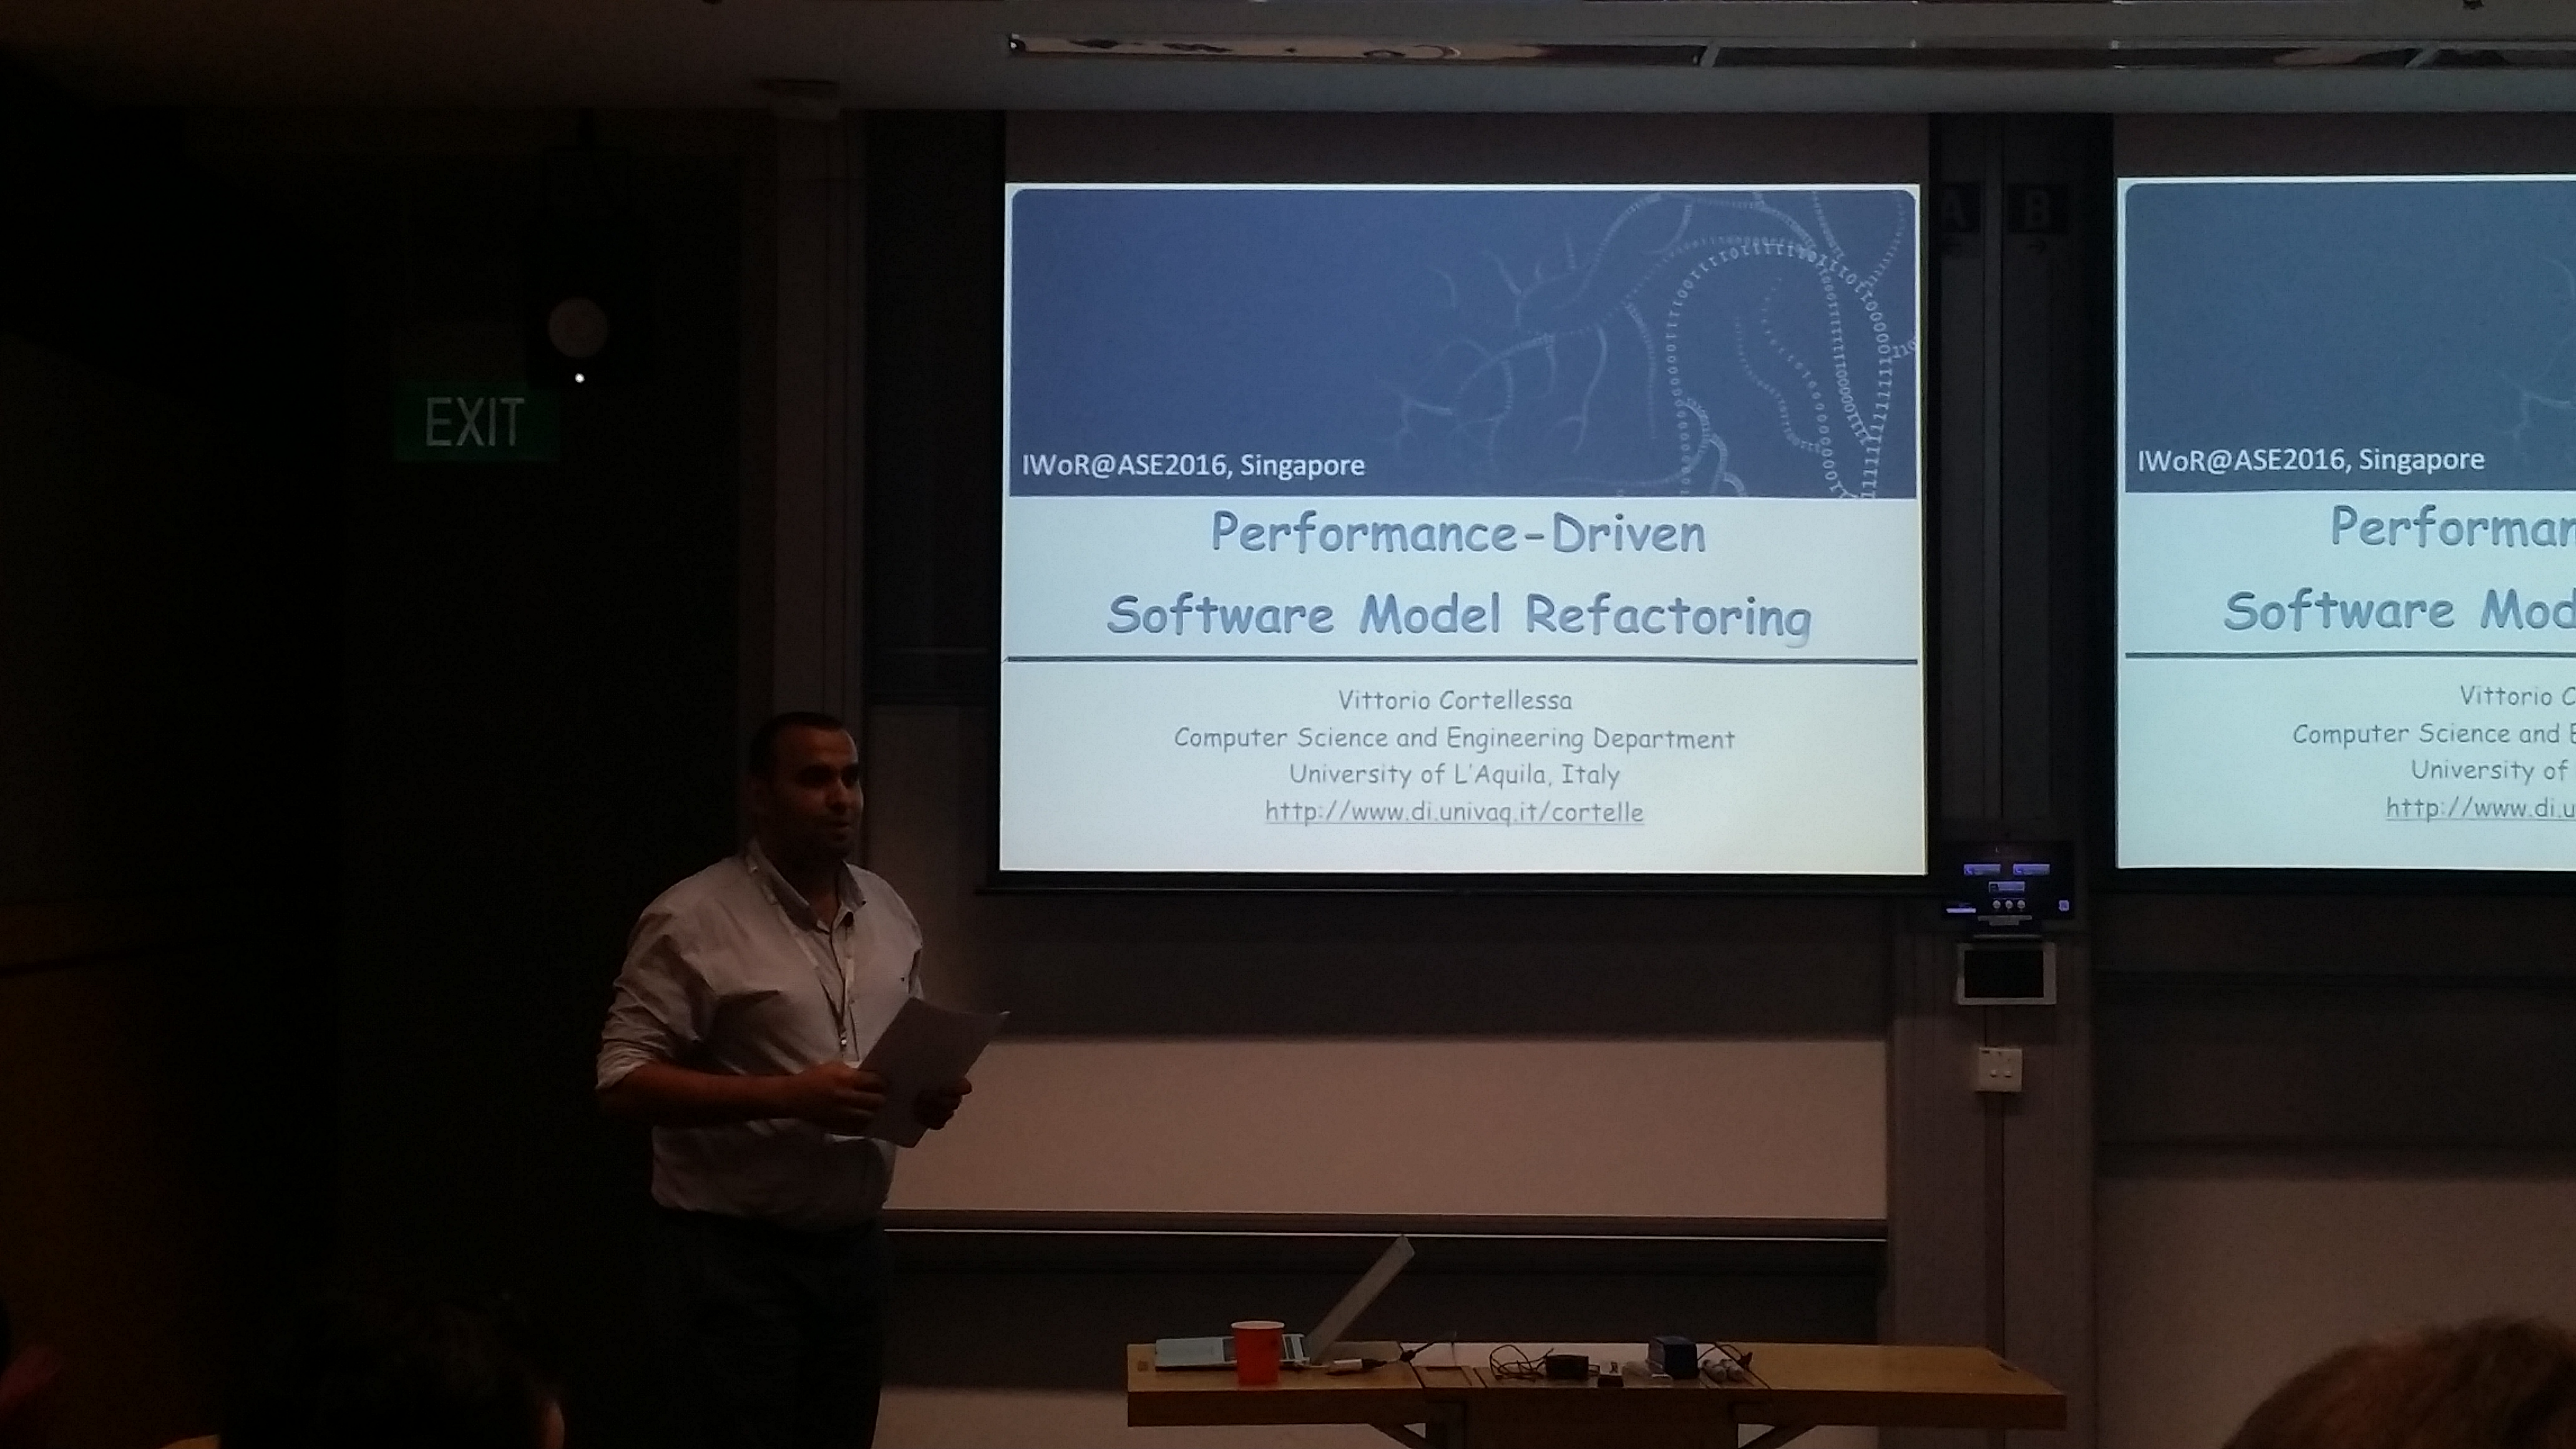 EXIT
A
B
IWoR@ASE2016, Singapore
Performance-Driven
Software Model Refactoring
Vittorio Cortellessa
Computer Science and Engineering Department
University of L'Aquila, Italy
http://www.di.univaq.it/cortelle
IWoR@ASE2016, Singapore
Performan
Software Mod
Vittorio C
Computer Science and E
University of
http://www.di.u